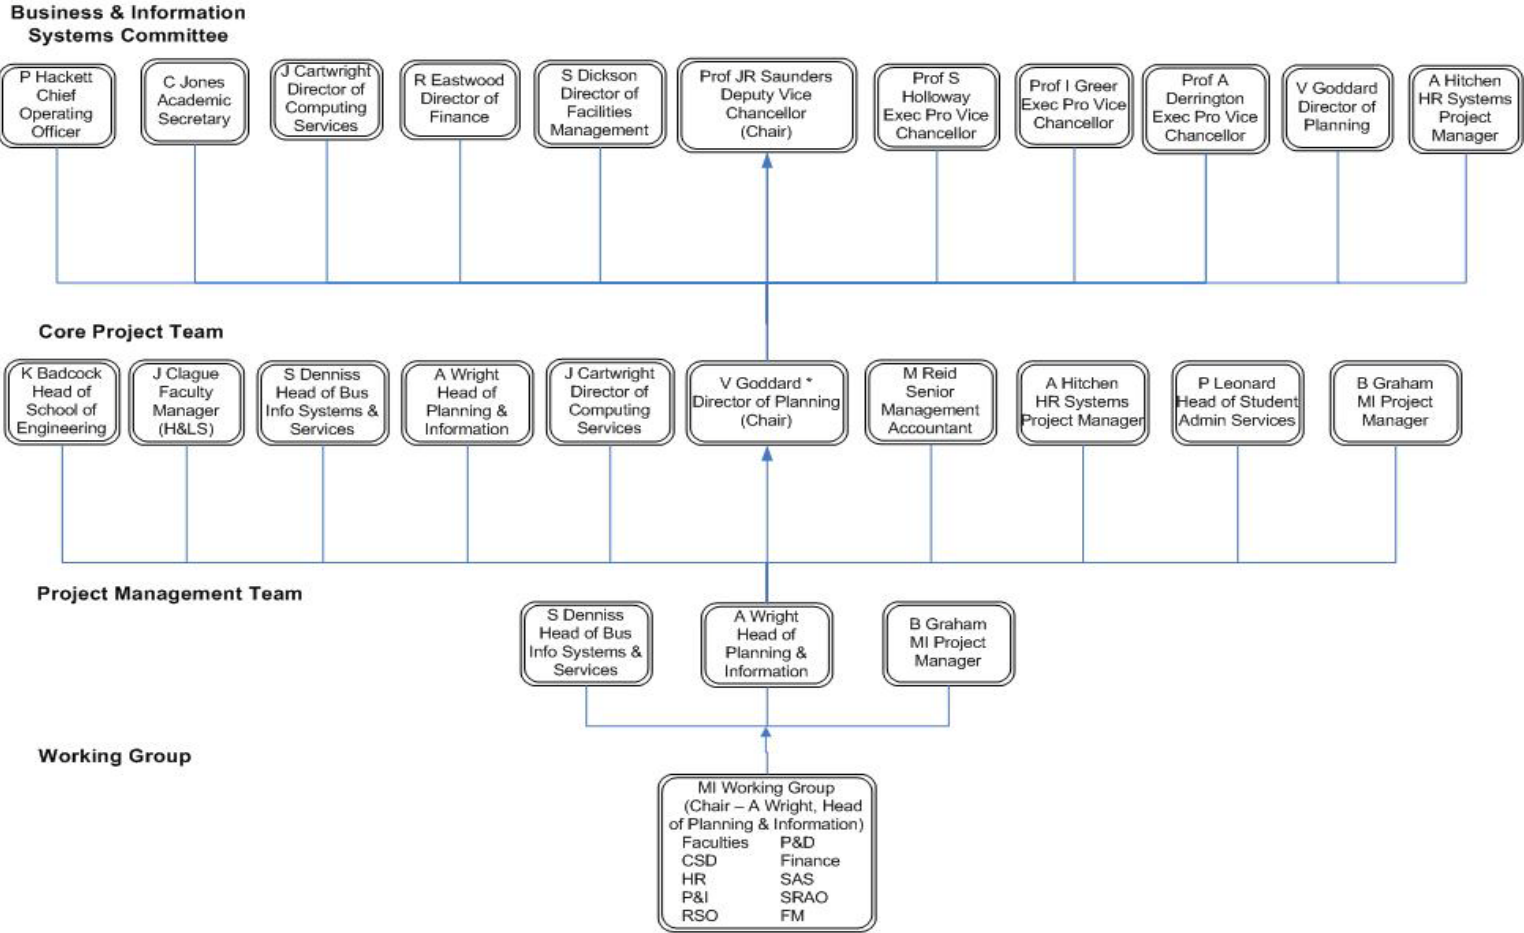 Business & Information
Systems Committee
P Hackett
Chief
Operating
Officer
C Jones
Academic
Secretary
J Cartwright
Director of
Computing
Services
R Eastwood
Director of
Finance
S Dickson
Director of
Facilities
Management
Prof JR Saunders
Deputy Vice
Chancellor
(Chair)
Prof S
Holloway
Exec Pro Vice
Chancellor
Prof I Greer
Exec Pro Vice
Chancellor
Prof A
Derrington
Exec Pro Vice
Chancellor
V Goddard
Director of
Planning
A Hitchen
HR Systems
Project
Manager
Core Project Team
K Badcock
Head of
School of
Engineering
J Clague
Faculty
Manager
(H&LS)
S Denniss
Head of Bus
Info Systems &
Services
A Wright
Head of
Planning &
Information
J Cartwright
Director of
Computing
Services
V Goddard *
Director of Planning
(Chair)
M Reid
Senior
Management
Accountant
A Hitchen
HR Systems
Project Manager
P Leonard
Head of Student
Admin Services
B Graham
MI Project
Manager
Project Management Team
S Denniss
Head of Bus
Info Systems &
Services
A Wright
Head of
Planning &
Information
B Graham
MI Project
Manager
Working Group
MI Working Group
(Chair – A Wright, Head
of Planning & Information)
Faculties P&D
CSD Finance
HR SAS
P&I SRAO
RSO FM